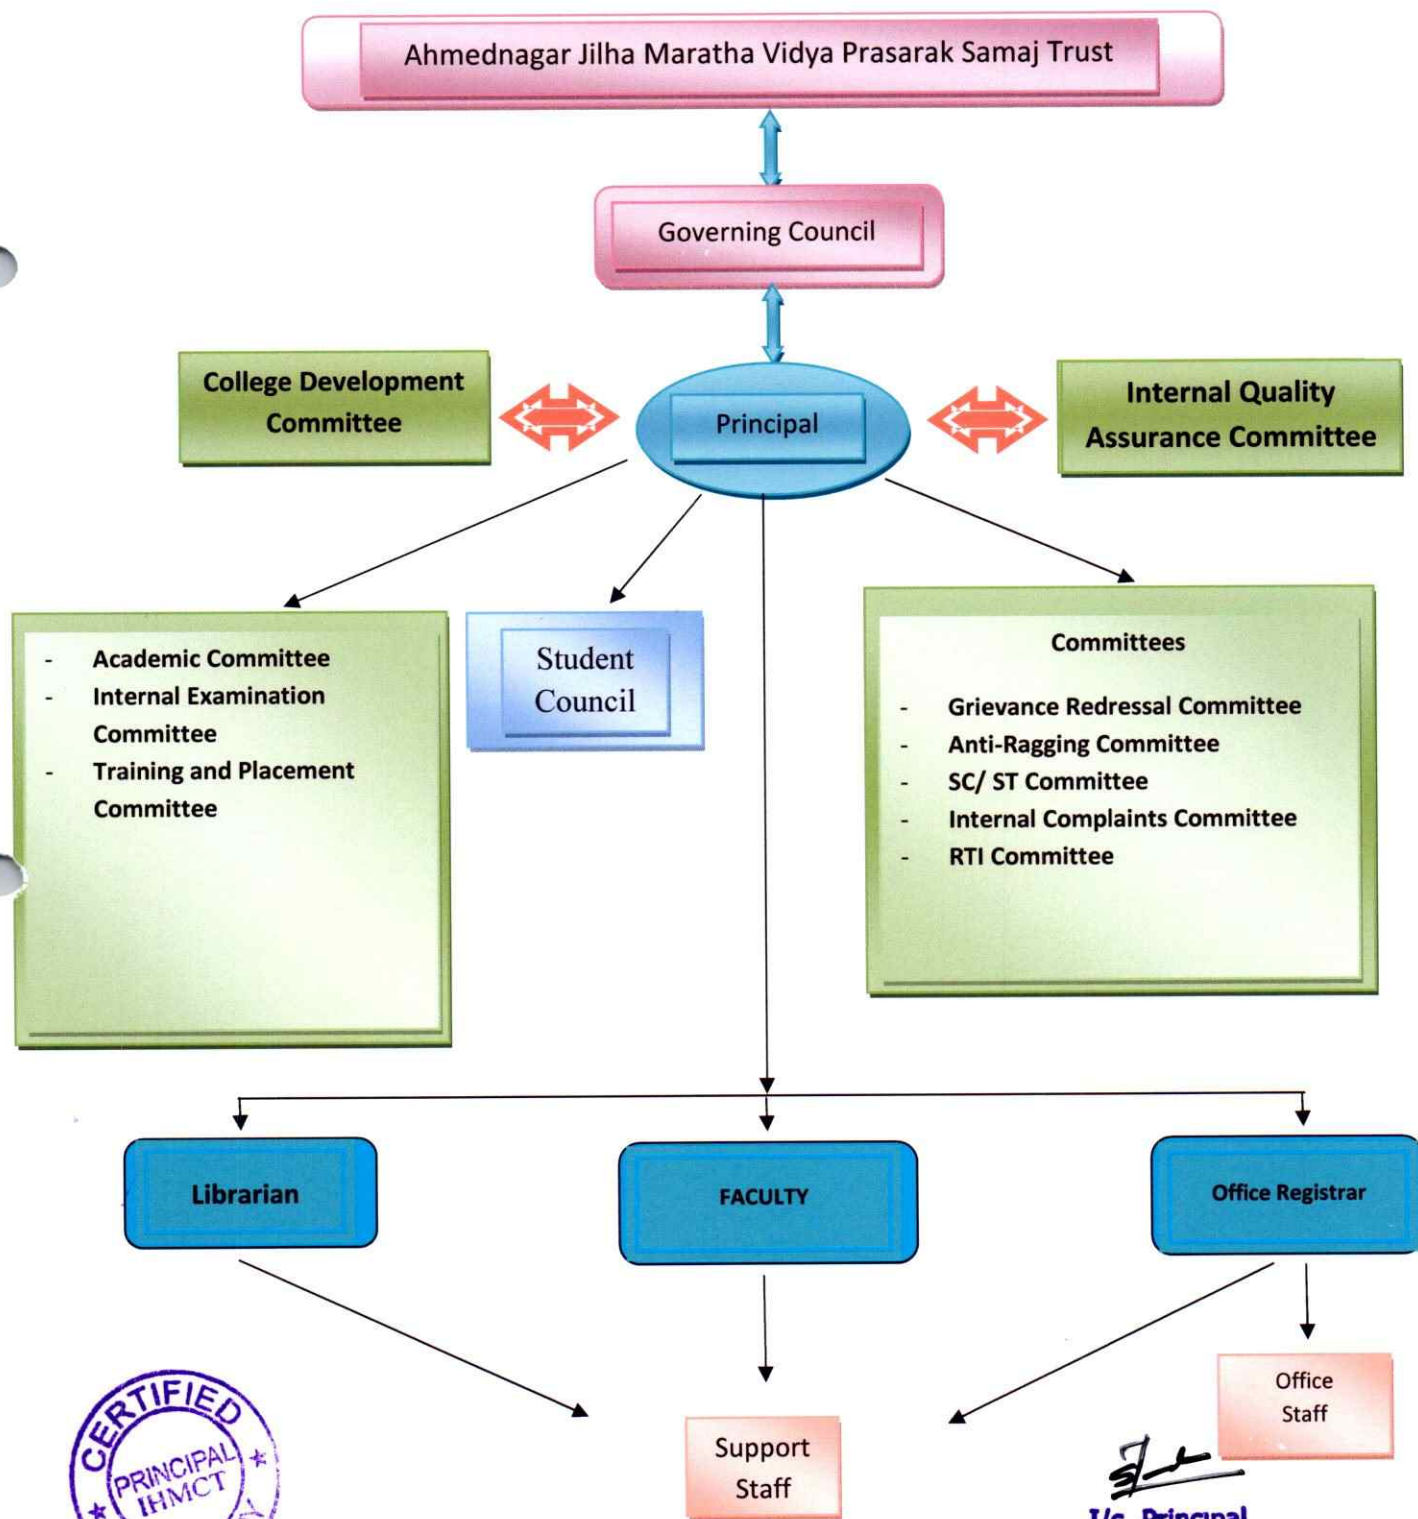 Ahmednagar Jilha Maratha Vidya Prasarak Samaj Trust
Governing Council
College Development
Committee
Principal
Internal Quality
Assurance Committee
- Academic Committee
- Internal Examination
Committee
- Training and Placement
Committee
Student
Council
Committees
- Grievance Redressal Committee
- Anti-Ragging Committee
- SC/ ST Committee
- Internal Complaints Committee
- RTI Committee
Librarian
FACULTY
Office Registrar
Office
Staff
Support
Staff
CERTIFIED
PRINCIPAL
IHMCT
I/c. Principal